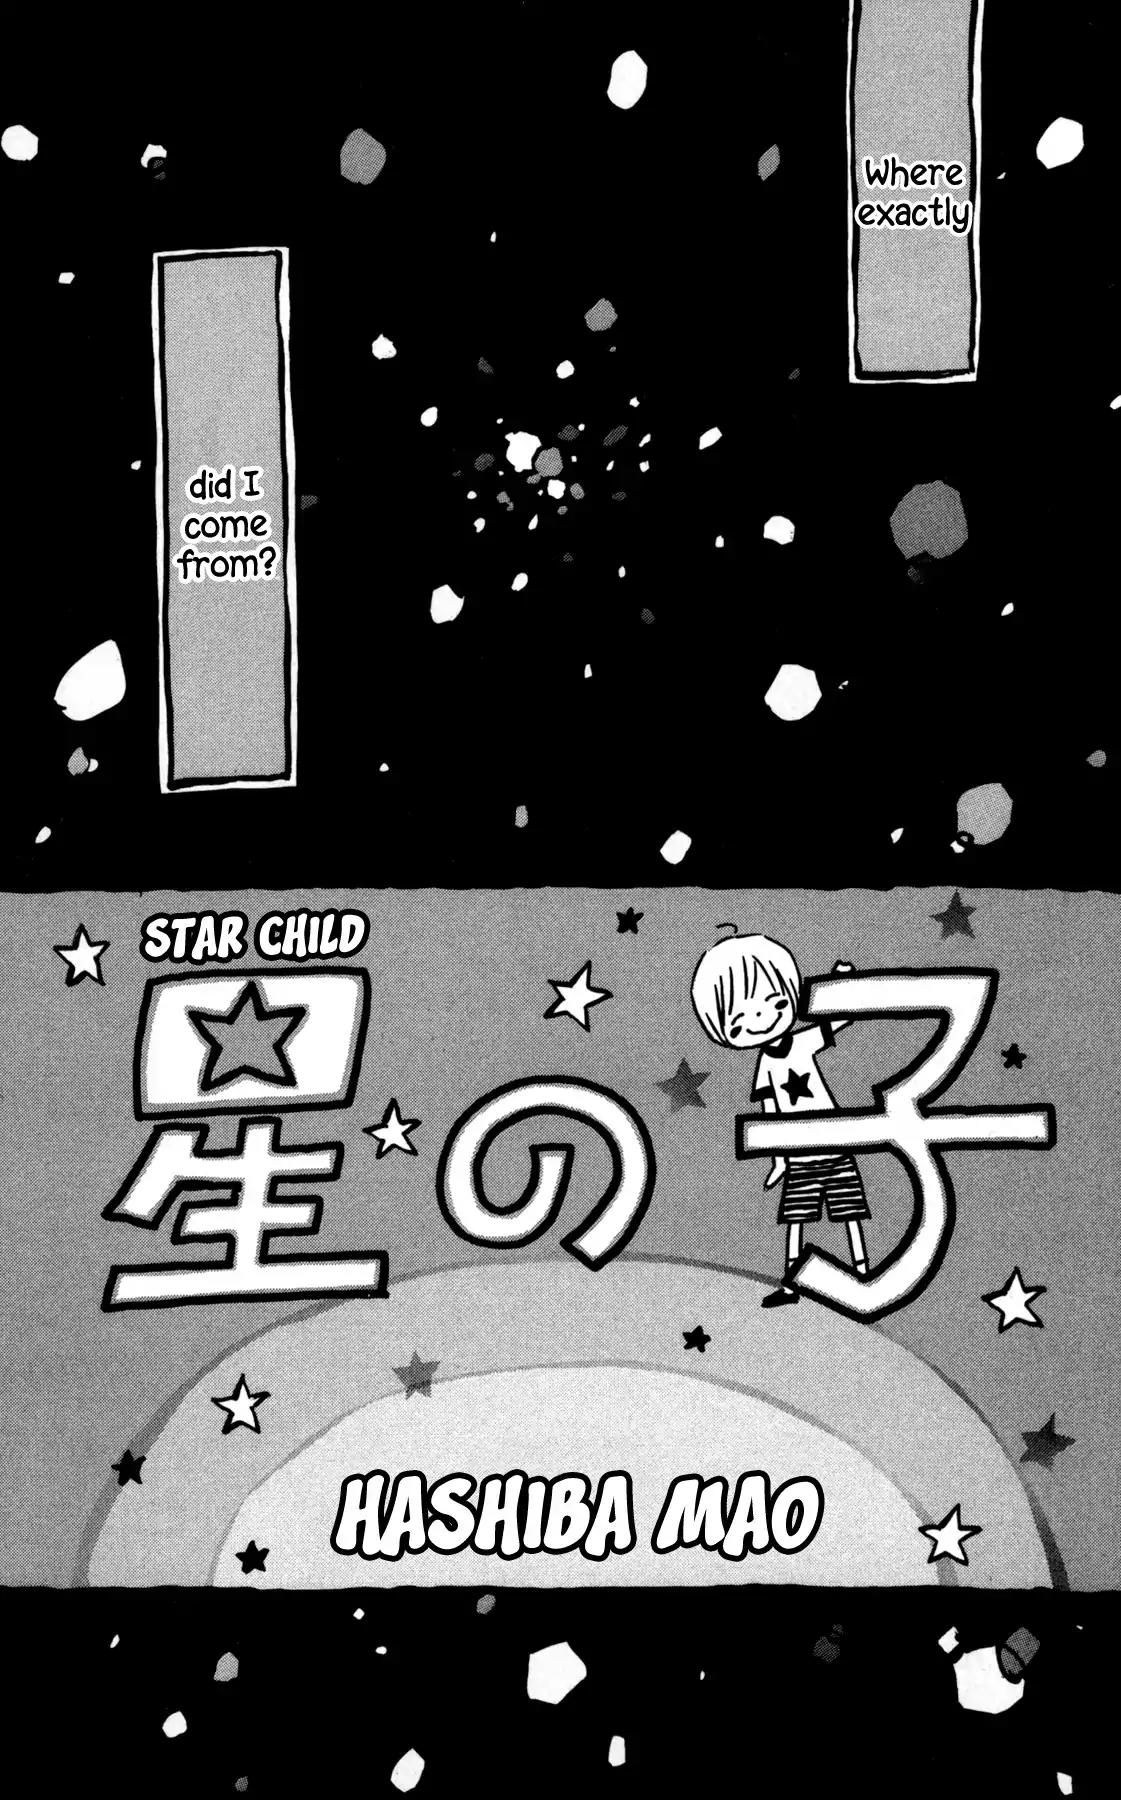 Where
exactly
did I
come
from?
STAR CHILD
星の子
HASHIBA MAO